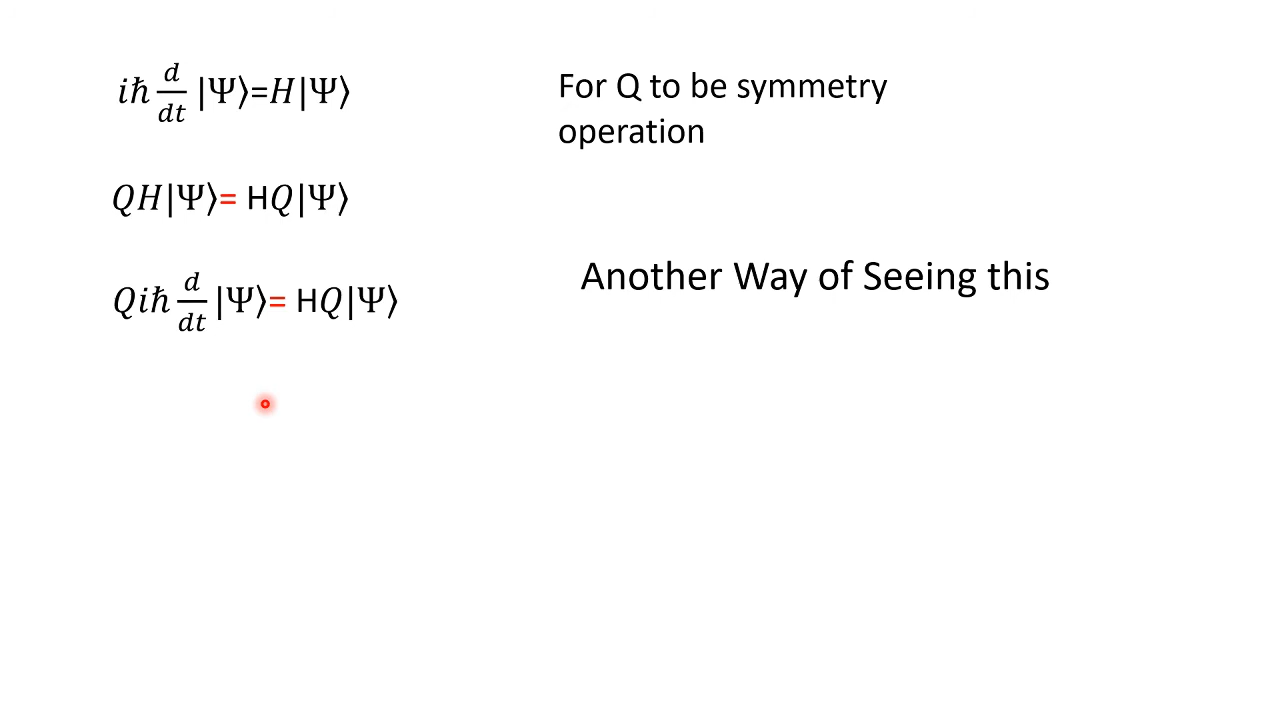 iħ d/dt |Ψ⟩=H|Ψ⟩
For Q to be symmetry
operation
QH|Ψ⟩= HQ|Ψ⟩
Another Way of Seeing this
Qiħ d/dt |Ψ⟩= HQ|Ψ⟩